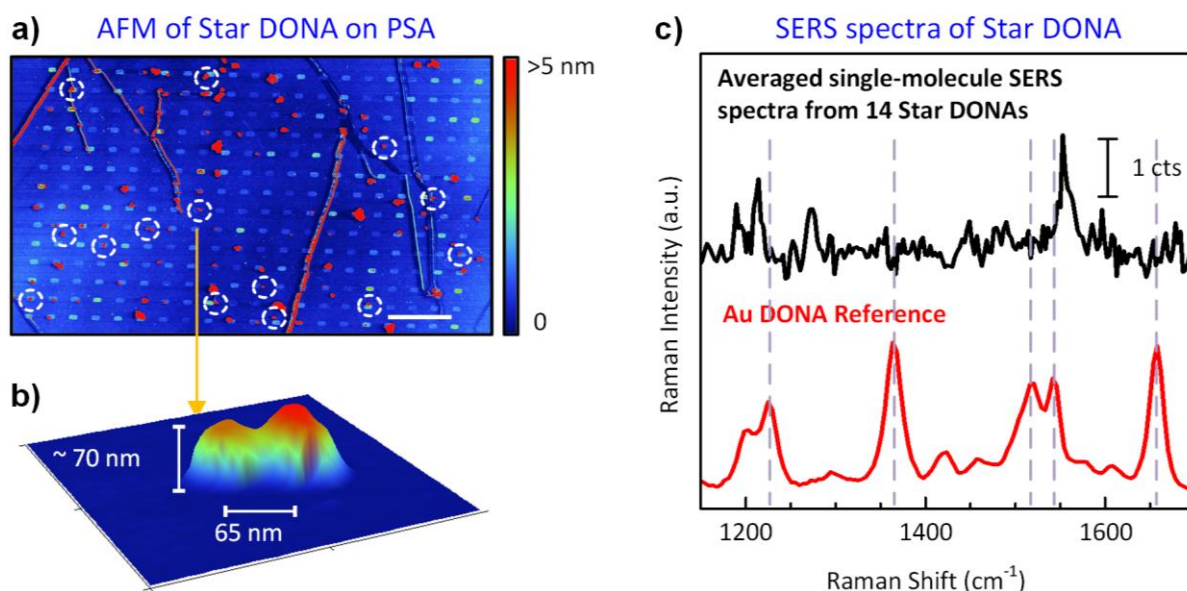 a) AFM of Star DONA on PSA
>5 nm
0
b)
~ 70 nm
65 nm
c) SERS spectra of Star DONA
Averaged single-molecule SERS
spectra from 14 Star DONAs
1 cts
Au DONA Reference
Raman Intensity (a.u.)
1200 1400 1600
Raman Shift (cm⁻¹)